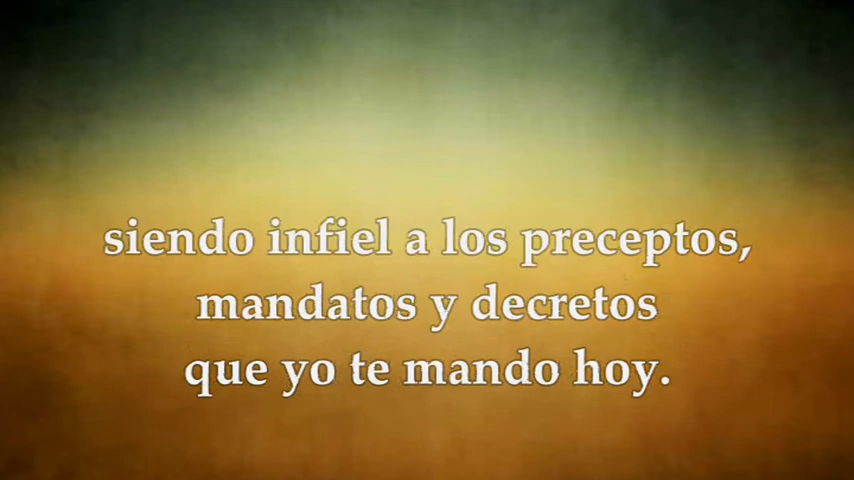 siendo infiel a los preceptos,
mandatos y decretos
que yo te mando hoy.